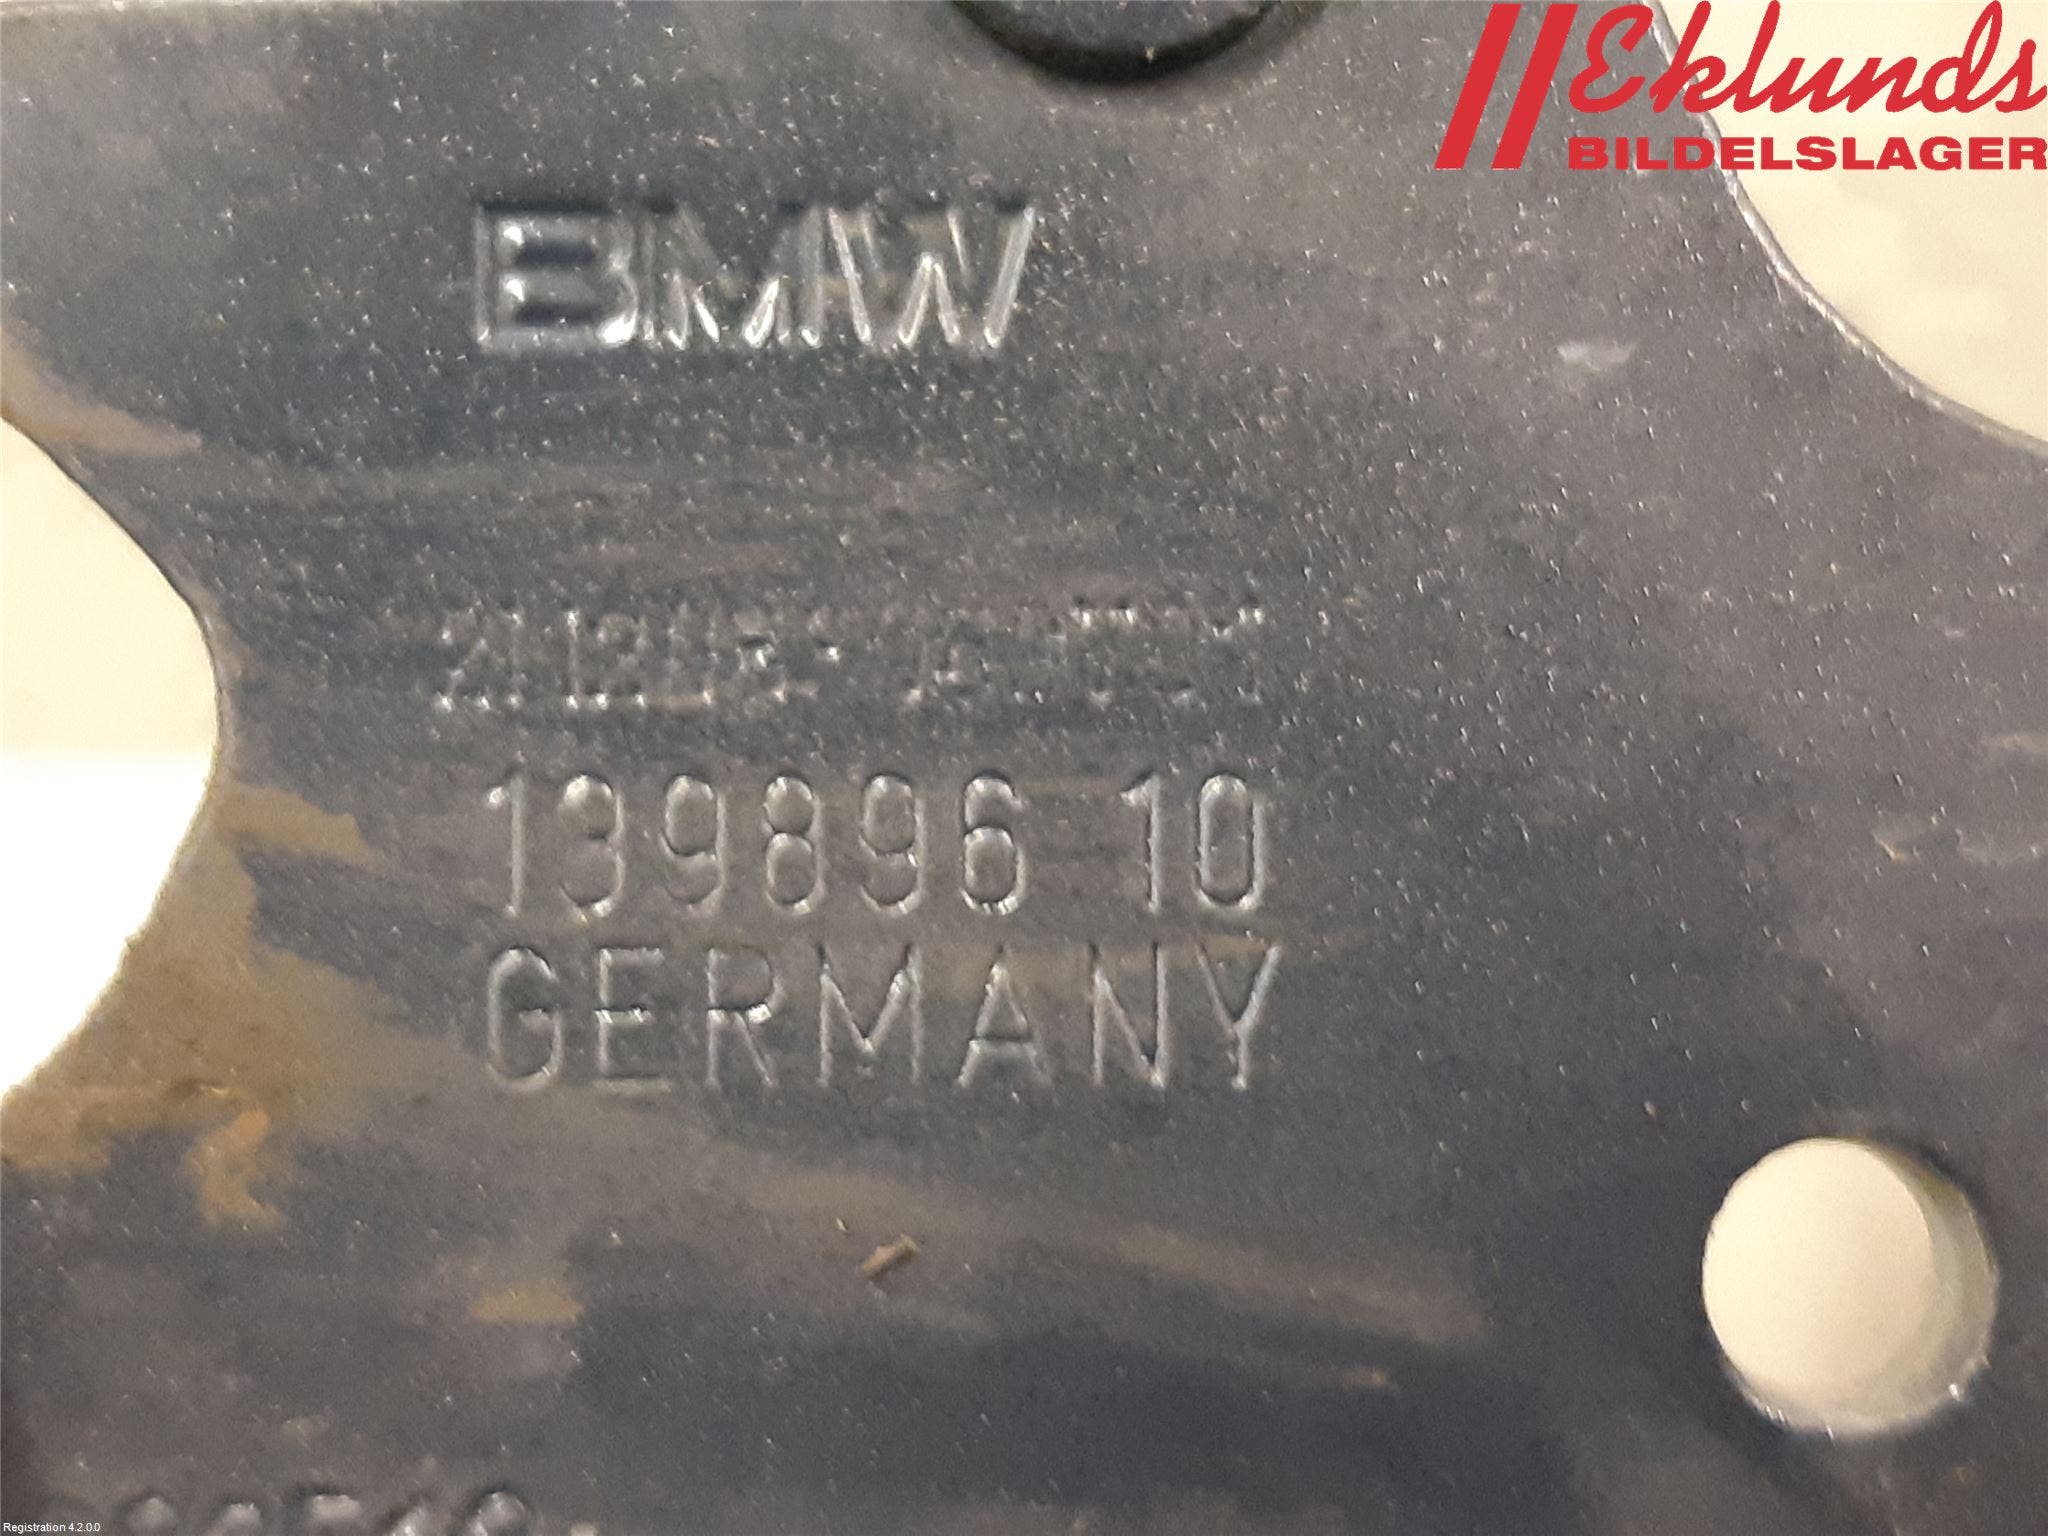 Eklunds
BILDELSLAGER
BMW
139896 10
GERMANY
Registration 4.2.0.0